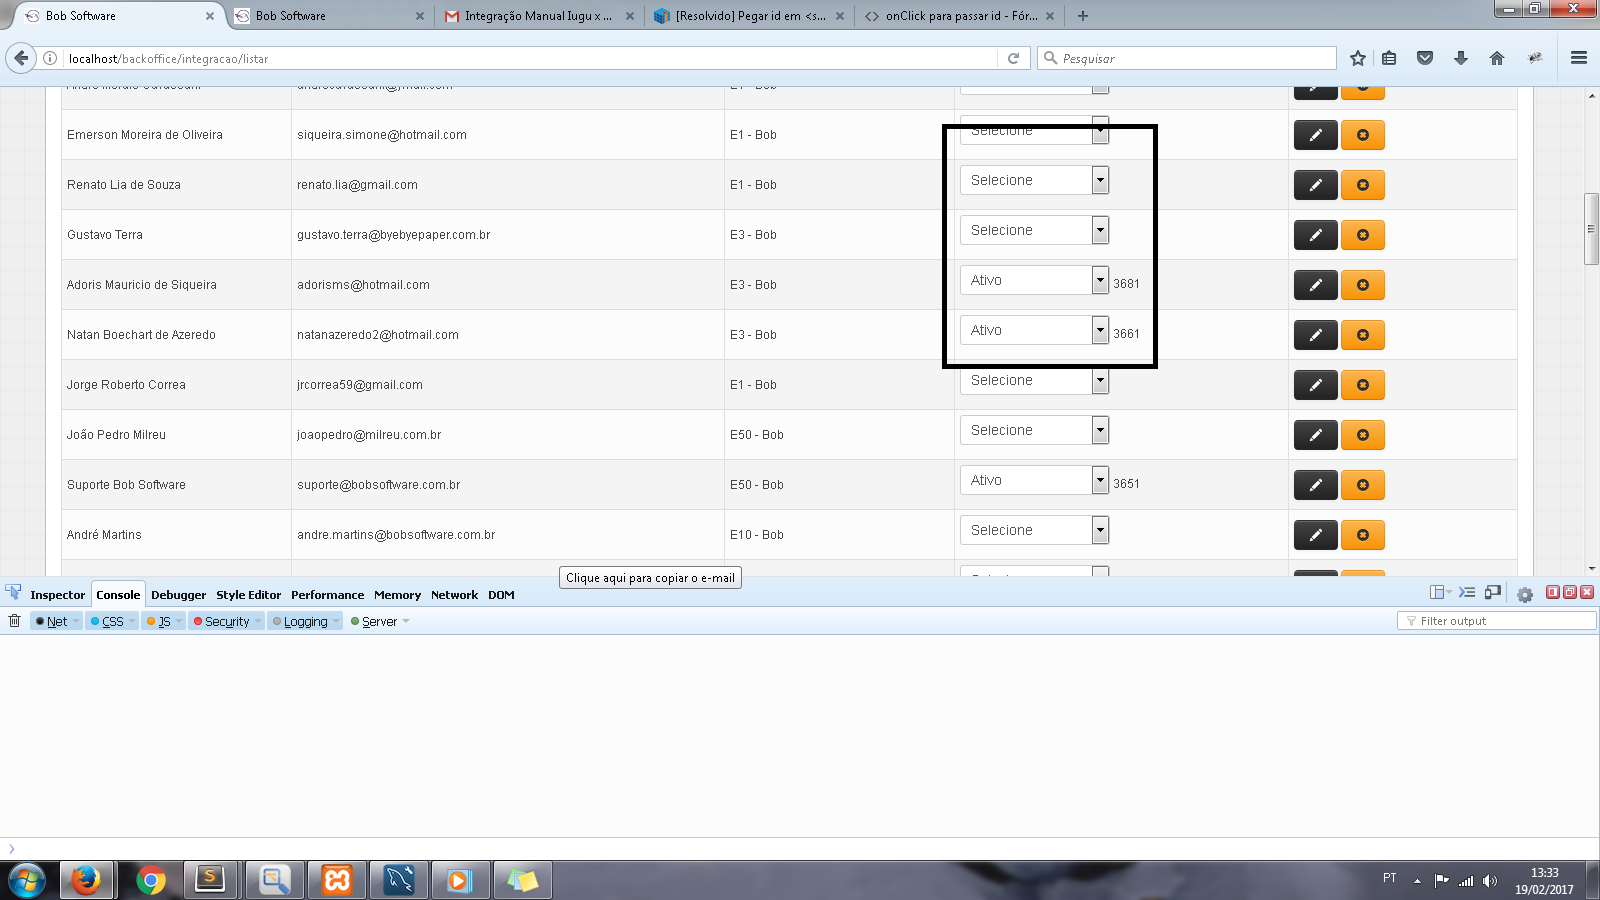 Bob Software
Bob Software
Integração Manual Iugu x ...
[Resolvido] Pegar id em <s...
onClick para passar id - Fór...
localhost/backoffice/integracao/listar
Pesquisar
E1 - Bob
Emerson Moreira de Oliveira siqueira.simone@hotmail.com E1 - Bob Selecione
Renato Lia de Souza renato.lia@gmail.com E1 - Bob Selecione
Gustavo Terra gustavo.terra@byebyepaper.com.br E3 - Bob Selecione
Adoris Mauricio de Siqueira adorisms@hotmail.com E3 - Bob Ativo 3681
Natan Boechart de Azeredo natanazeredo2@hotmail.com E3 - Bob Ativo 3661
Jorge Roberto Correa jrcorrea59@gmail.com E1 - Bob Selecione
João Pedro Milreu joaopedro@milreu.com.br E50 - Bob Selecione
Suporte Bob Software suporte@bobsoftware.com.br E50 - Bob Ativo 3651
André Martins andre.martins@bobsoftware.com.br E10 - Bob Selecione
Clique aqui para copiar o e-mail
Inspector Console Debugger Style Editor Performance Memory Network DOM
Net CSS JS Security Logging Server Filter output
PT 13:33
19/02/2017